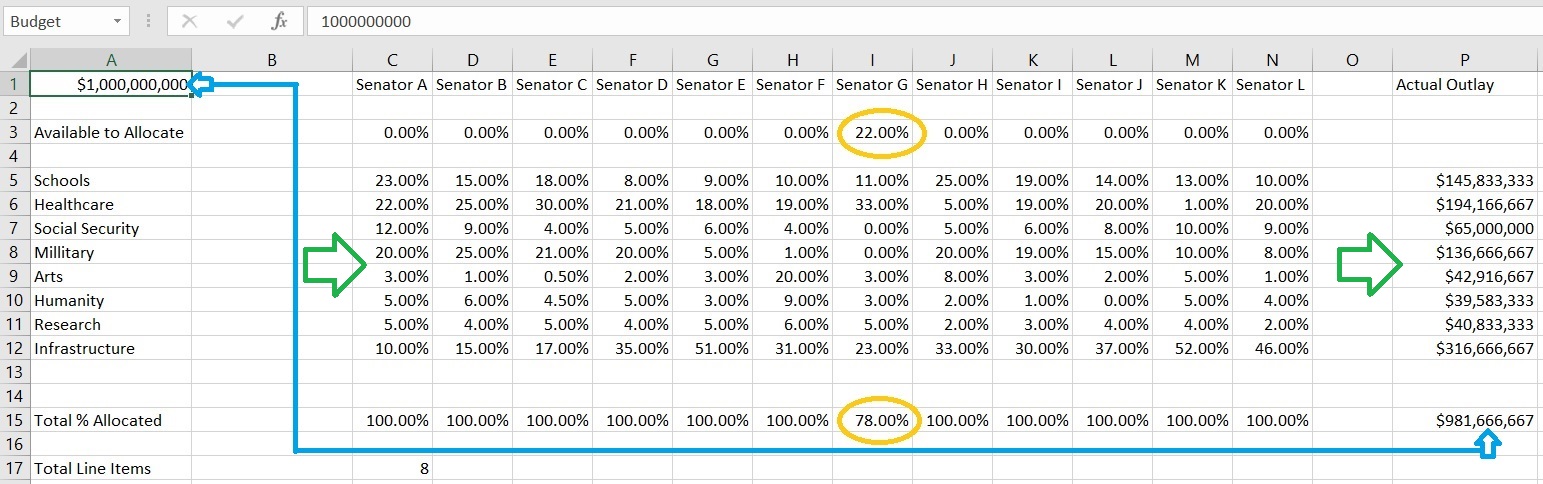 Budget fx 1000000000
A B C D E F G H I J K L M N O P
1 $1,000,000,000 Senator A Senator B Senator C Senator D Senator E Senator F Senator G Senator H Senator I Senator J Senator K Senator L Actual Outlay
2
3 Available to Allocate 0.00% 0.00% 0.00% 0.00% 0.00% 0.00% 22.00% 0.00% 0.00% 0.00% 0.00% 0.00%
4
5 Schools 23.00% 15.00% 18.00% 8.00% 9.00% 10.00% 11.00% 25.00% 19.00% 14.00% 13.00% 10.00% $145,833,333
6 Healthcare 22.00% 25.00% 30.00% 21.00% 18.00% 19.00% 33.00% 5.00% 19.00% 20.00% 1.00% 20.00% $194,166,667
7 Social Security 12.00% 9.00% 4.00% 5.00% 6.00% 4.00% 0.00% 5.00% 6.00% 8.00% 10.00% 9.00% $65,000,000
8 Millitary 20.00% 25.00% 21.00% 20.00% 5.00% 1.00% 0.00% 20.00% 19.00% 15.00% 10.00% 8.00% $136,666,667
9 Arts 3.00% 1.00% 0.50% 2.00% 3.00% 20.00% 3.00% 8.00% 3.00% 2.00% 5.00% 1.00% $42,916,667
10 Humanity 5.00% 6.00% 4.50% 5.00% 3.00% 9.00% 3.00% 2.00% 1.00% 0.00% 5.00% 4.00% $39,583,333
11 Research 5.00% 4.00% 5.00% 4.00% 5.00% 6.00% 5.00% 2.00% 3.00% 4.00% 4.00% 2.00% $40,833,333
12 Infrastructure 10.00% 15.00% 17.00% 35.00% 51.00% 31.00% 23.00% 33.00% 30.00% 37.00% 52.00% 46.00% $316,666,667
13
14
15 Total % Allocated 100.00% 100.00% 100.00% 100.00% 100.00% 100.00% 78.00% 100.00% 100.00% 100.00% 100.00% 100.00% $981,666,667
16
17 Total Line Items 8